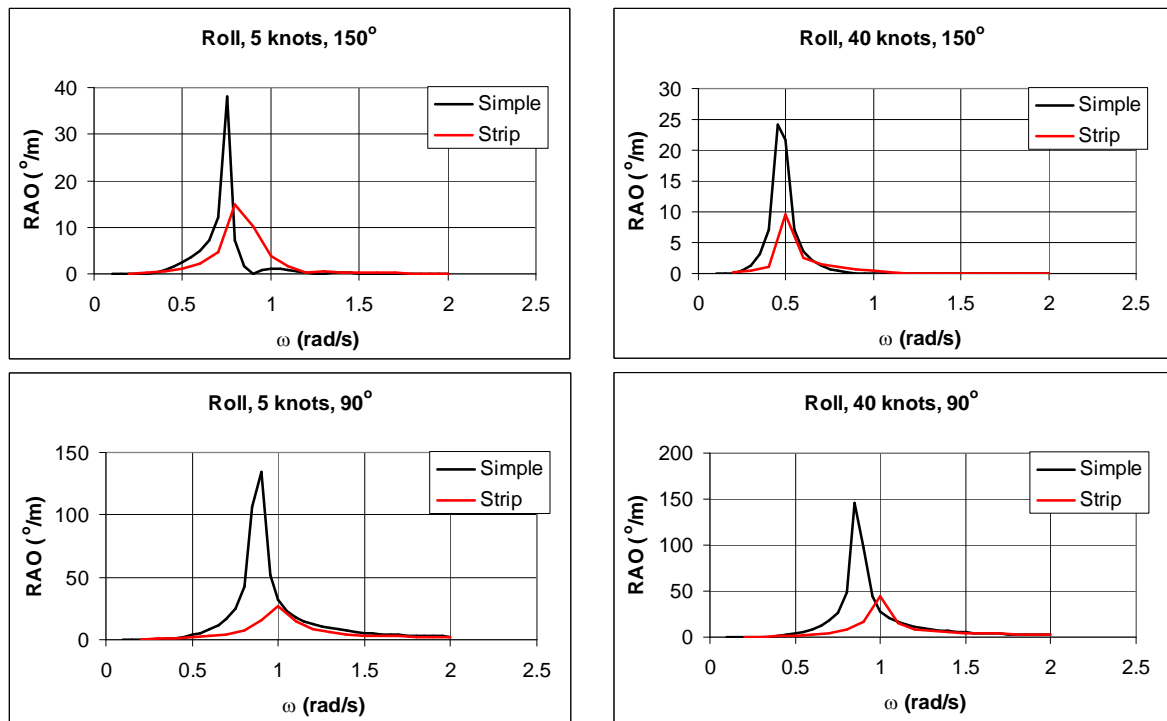 Roll, 5 knots, 150°
40
30
20
10
0
RAO (°/m)
Simple
Strip
0 0.5 1 1.5 2 2.5
ω (rad/s)
Roll, 40 knots, 150°
30
25
20
15
10
5
0
RAO (°/m)
Simple
Strip
0 0.5 1 1.5 2 2.5
ω (rad/s)
Roll, 5 knots, 90°
150
100
50
0
RAO (°/m)
Simple
Strip
0 0.5 1 1.5 2 2.5
ω (rad/s)
Roll, 40 knots, 90°
200
150
100
50
0
RAO (°/m)
Simple
Strip
0 0.5 1 1.5 2 2.5
ω (rad/s)